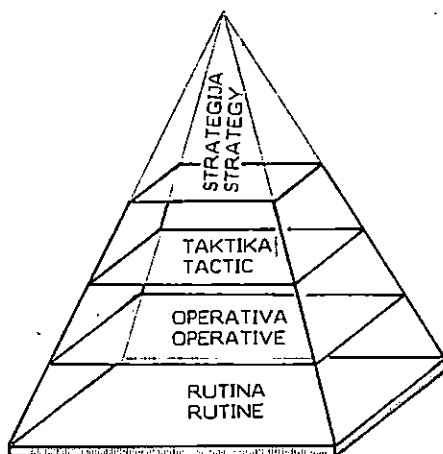 STRATEGIJA
STRATEGY
TAKTIKA
TACTIC
OPERATIVA
OPERATIVE
RUTINA
RUTINE